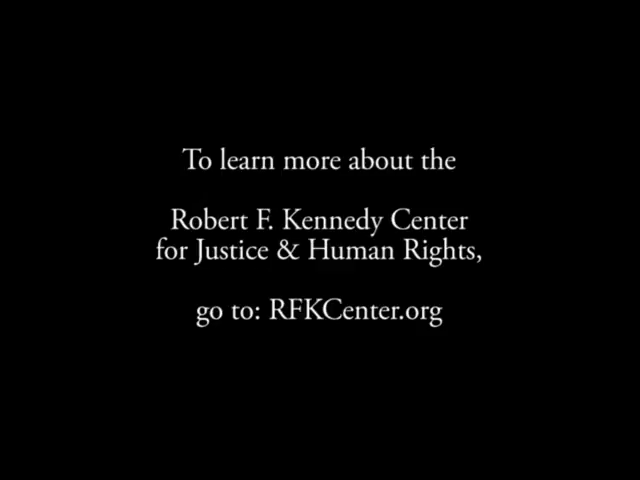 To learn more about the
Robert F. Kennedy Center
for Justice & Human Rights,
go to: RFKCenter.org